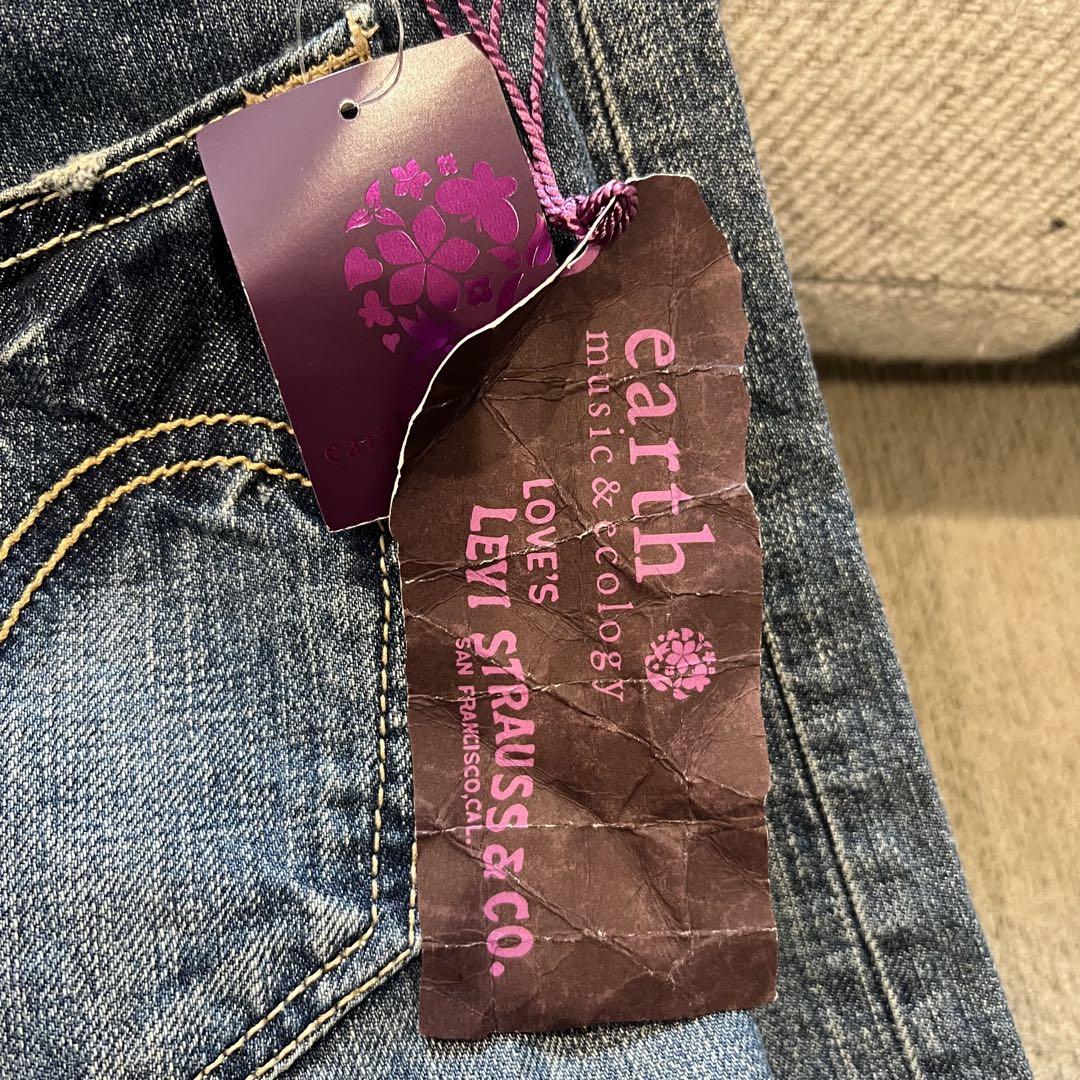 earth
music & ecology
LOVE'S
LEVI STRAUSS & CO.
SAN FRANCISCO, CAL.